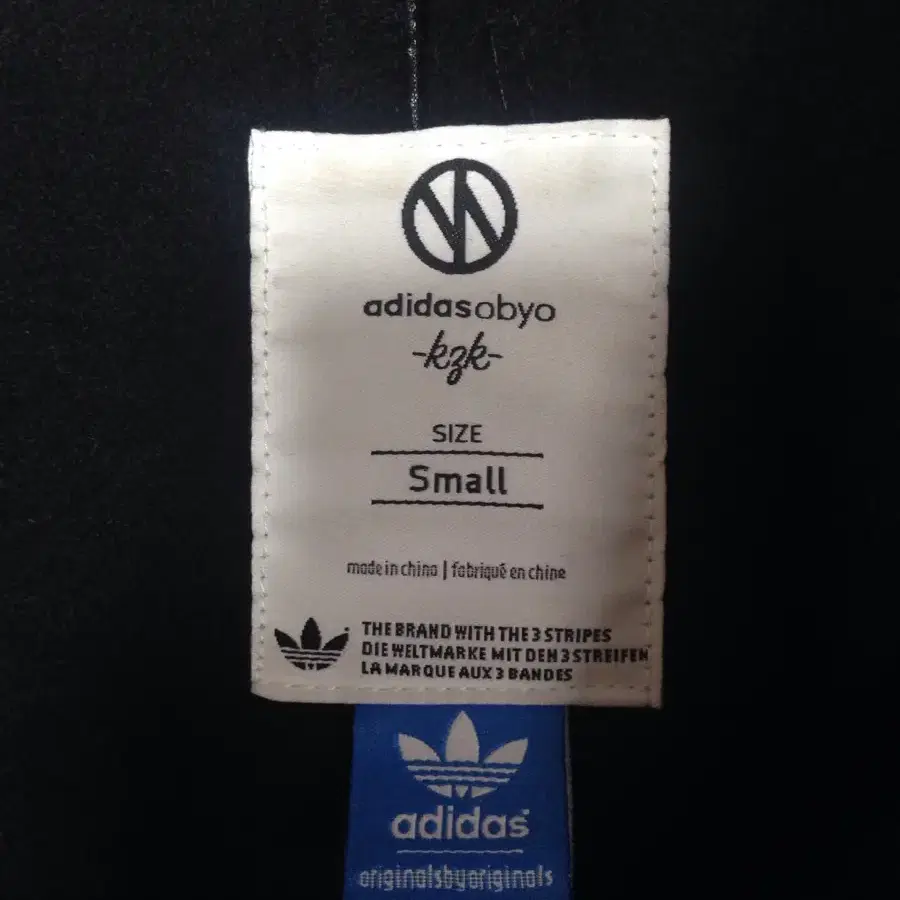 adidasobyo
-kzk-
SIZE
Small
made in china | fabriqué en chine
THE BRAND WITH THE 3 STRIPES
DIE WELTMARKE MIT DEN 3 STREIFEN
LA MARQUE AUX 3 BANDES
adidas
originalsbyoriginals